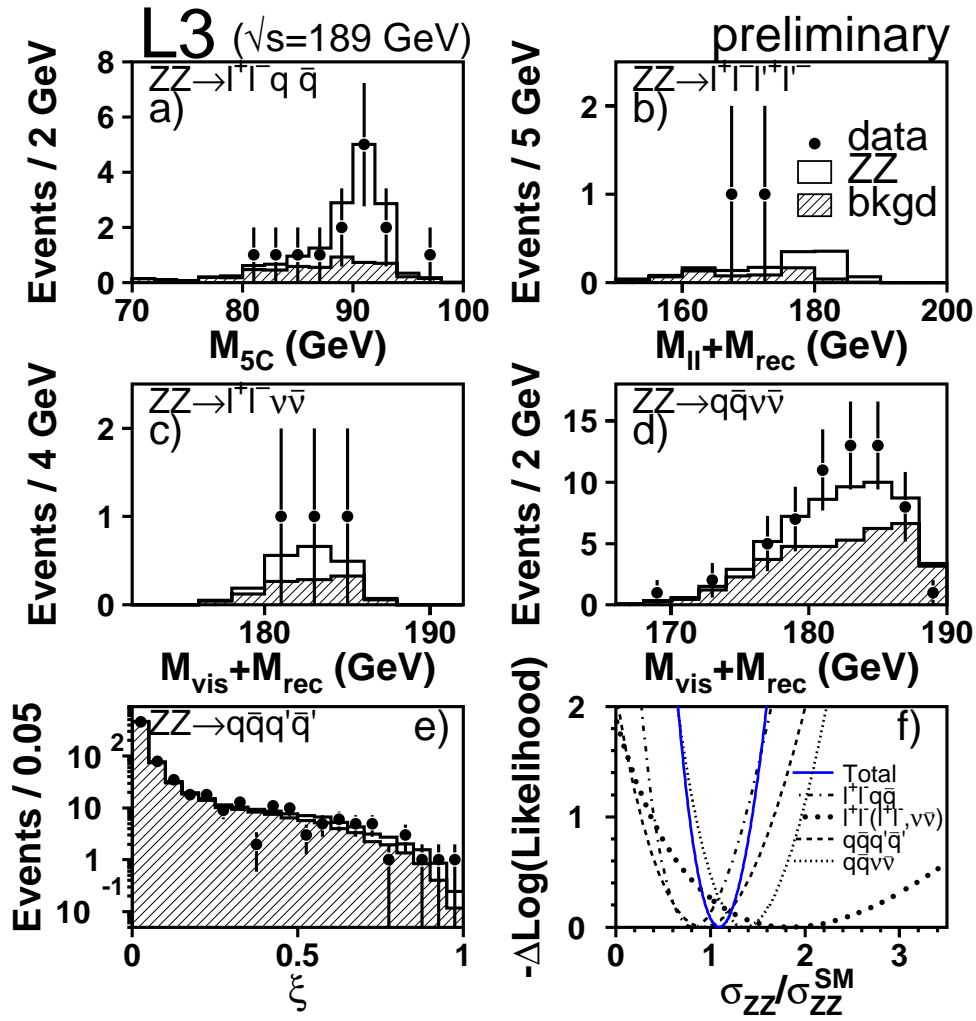 L3 (√s=189 GeV) preliminary
ZZ→l⁺l⁻q q̄
a)
Events / 2 GeV
8
6
4
2
0
70 80 90 100
M5C (GeV)
ZZ→l⁺l⁻l'⁺l'⁻
b)
Events / 5 GeV
2
1
0
data
ZZ
bkgd
160 180 200
Mll+Mrec (GeV)
ZZ→l⁺l⁻νν̄
c)
Events / 4 GeV
2
1
0
180 190
Mvis+Mrec (GeV)
ZZ→qq̄νν̄
d)
Events / 2 GeV
15
10
5
0
170 180 190
Mvis+Mrec (GeV)
ZZ→qq̄q'q̄'
e)
Events / 0.05
10²
10
1
10⁻¹
0 0.5 1
ξ
f)
-ΔLog(Likelihood)
2
1
0
Total
l⁺l⁻qq̄
l⁺l⁻(l⁺l⁻,νν̄)
qq̄q'q̄'
qq̄νν̄
0 1 2 3
σZZ/σZZ^SM